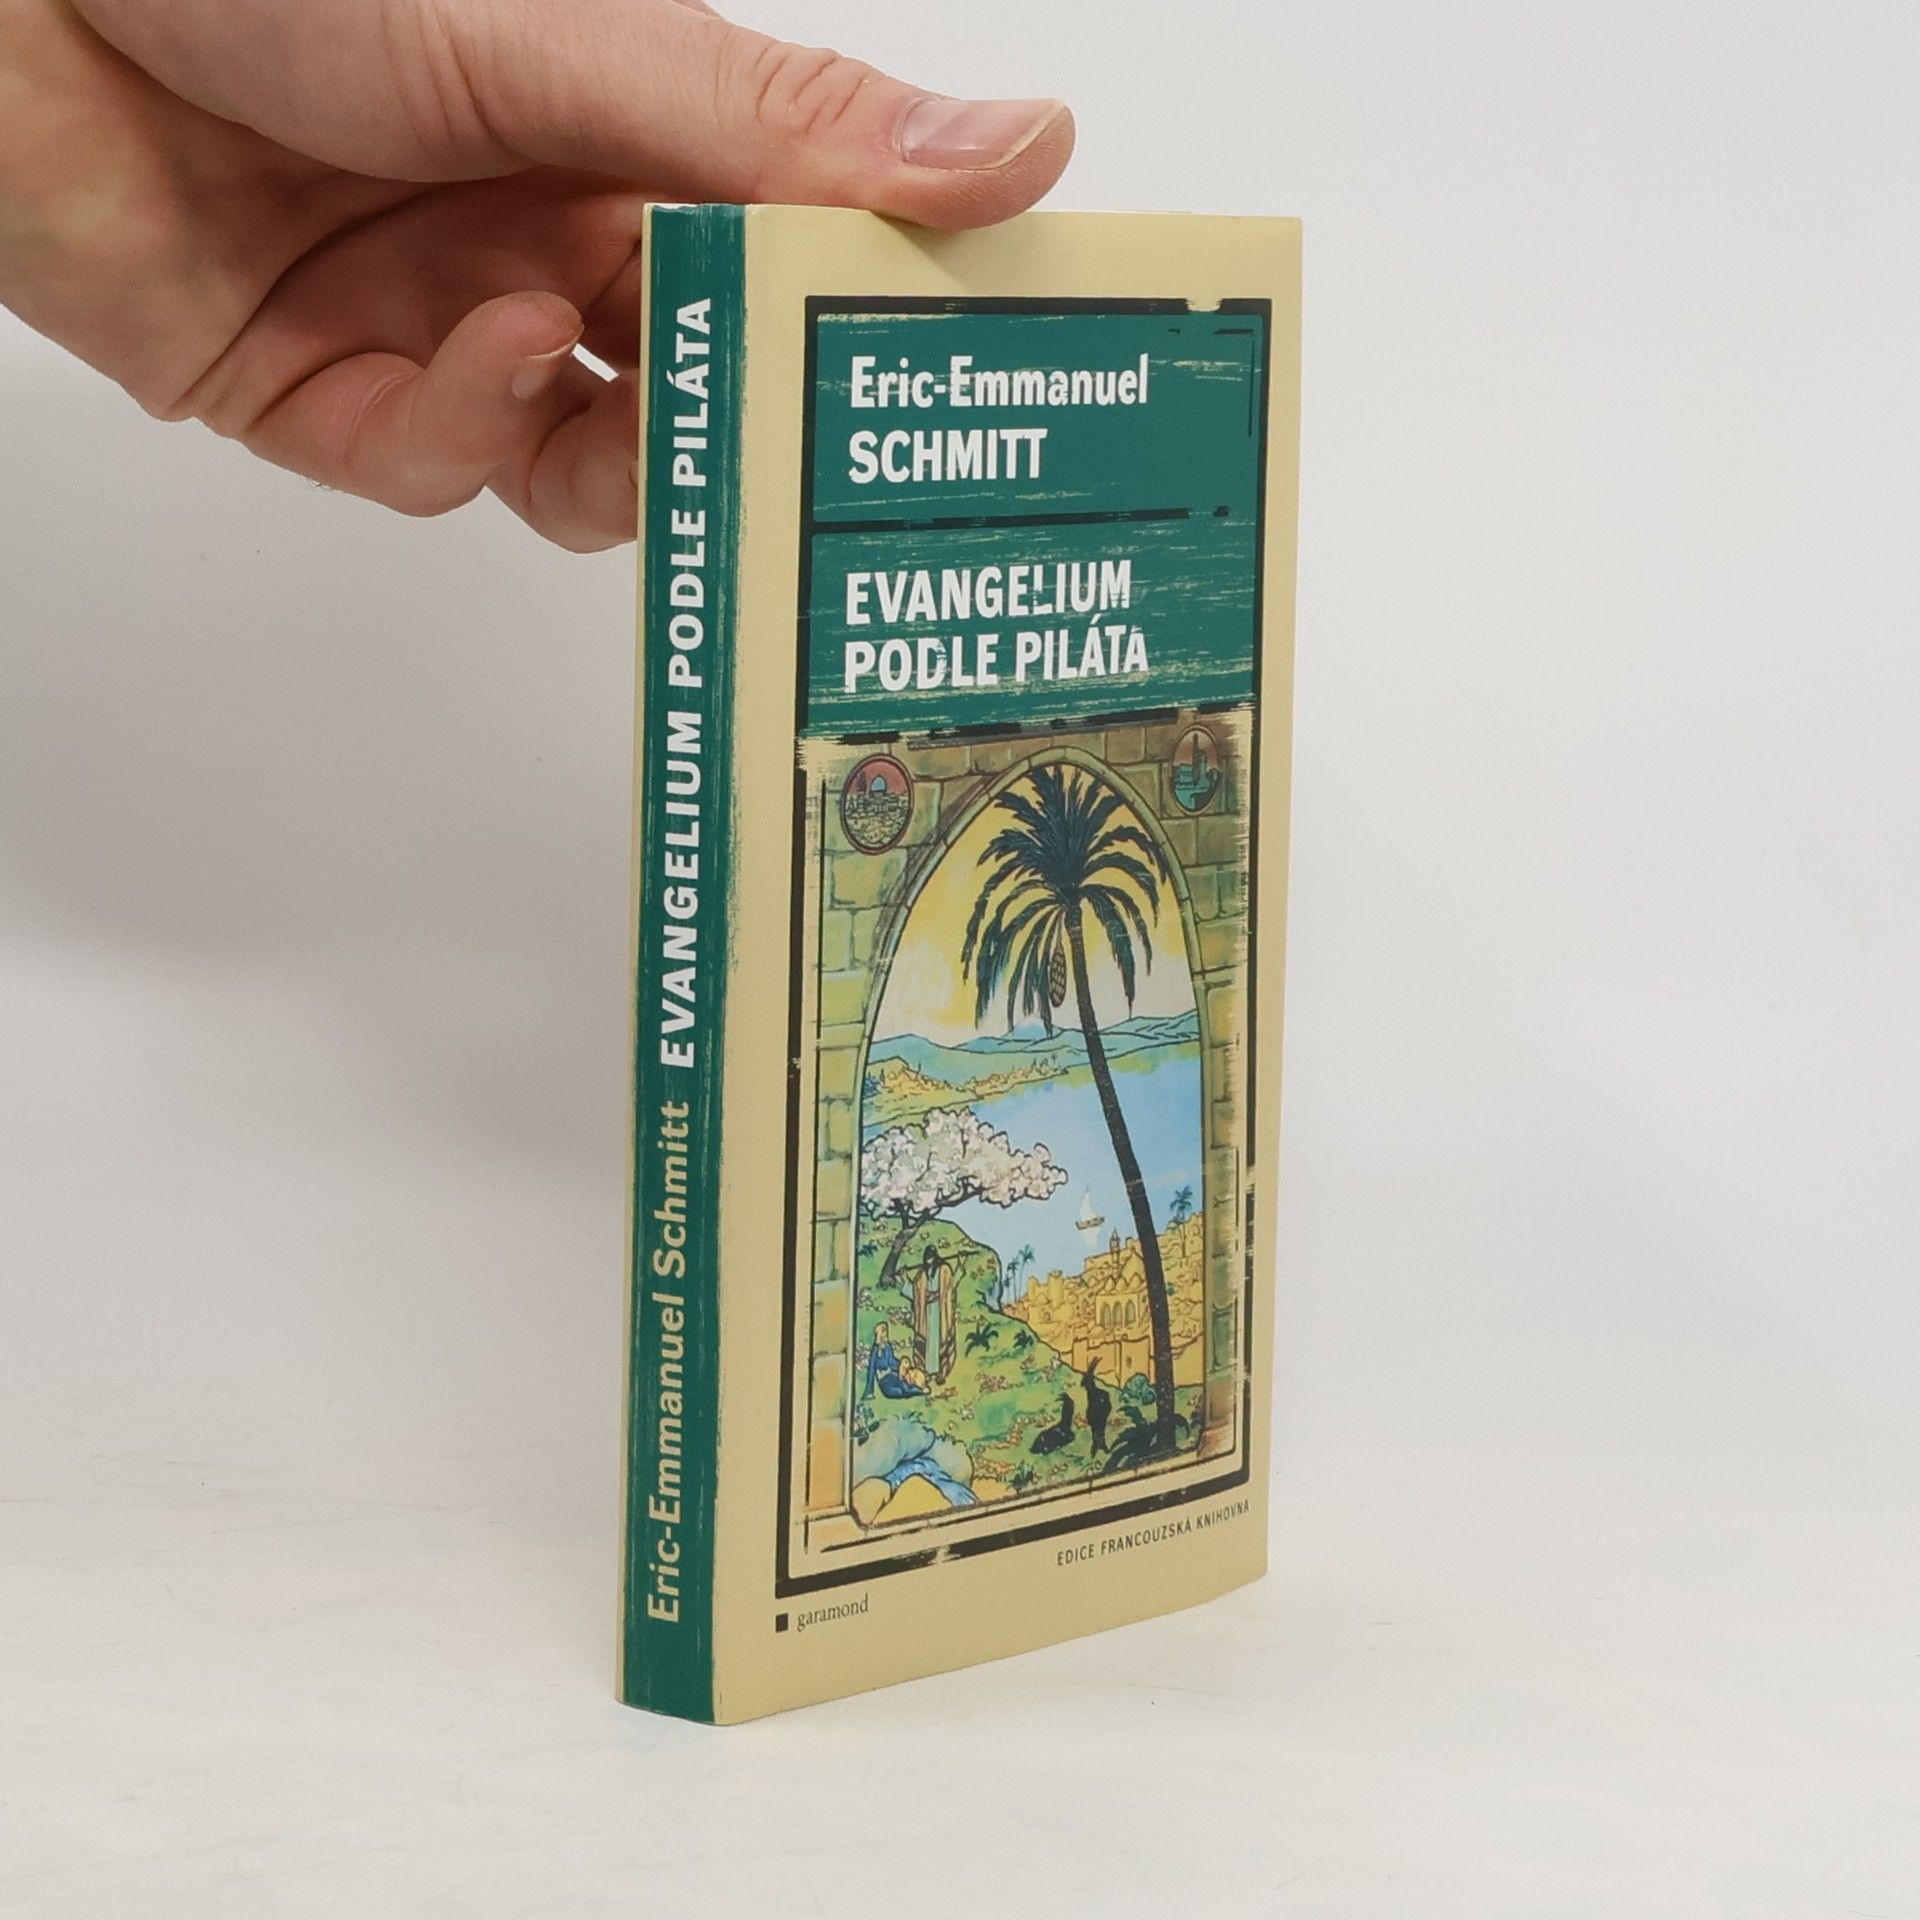 Eric-Emmanuel Schmitt EVANGELIUM PODLE PILÁTA
Eric-Emmanuel
SCHMITT
EVANGELIUM
PODLE PILÁTA
EDICE FRANCOUZSKÁ KNIHOVNA
garamond